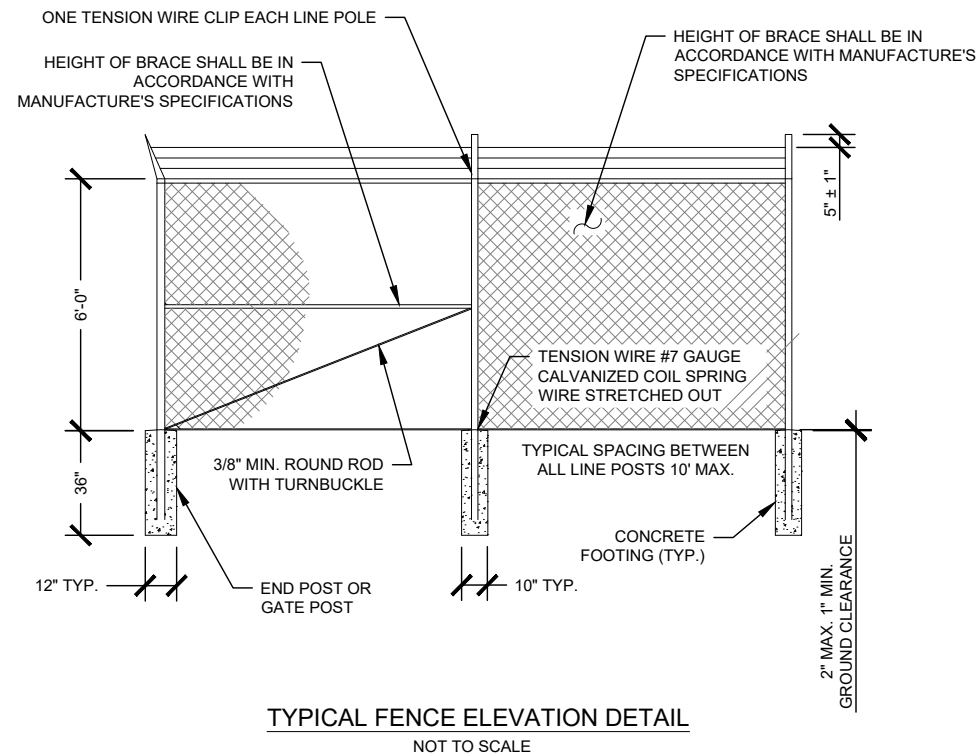 ONE TENSION WIRE CLIP EACH LINE POLE
HEIGHT OF BRACE SHALL BE IN
ACCORDANCE WITH
MANUFACTURE'S SPECIFICATIONS
HEIGHT OF BRACE SHALL BE IN
ACCORDANCE WITH MANUFACTURE'S
SPECIFICATIONS
5" ± 1"
6'-0"
TENSION WIRE #7 GAUGE
CALVANIZED COIL SPRING
WIRE STRETCHED OUT
TYPICAL SPACING BETWEEN
ALL LINE POSTS 10' MAX.
3/8" MIN. ROUND ROD
WITH TURNBUCKLE
36"
CONCRETE
FOOTING (TYP.)
12" TYP.
END POST OR
GATE POST
10" TYP.
2" MAX. 1" MIN.
GROUND CLEARANCE
TYPICAL FENCE ELEVATION DETAIL
NOT TO SCALE